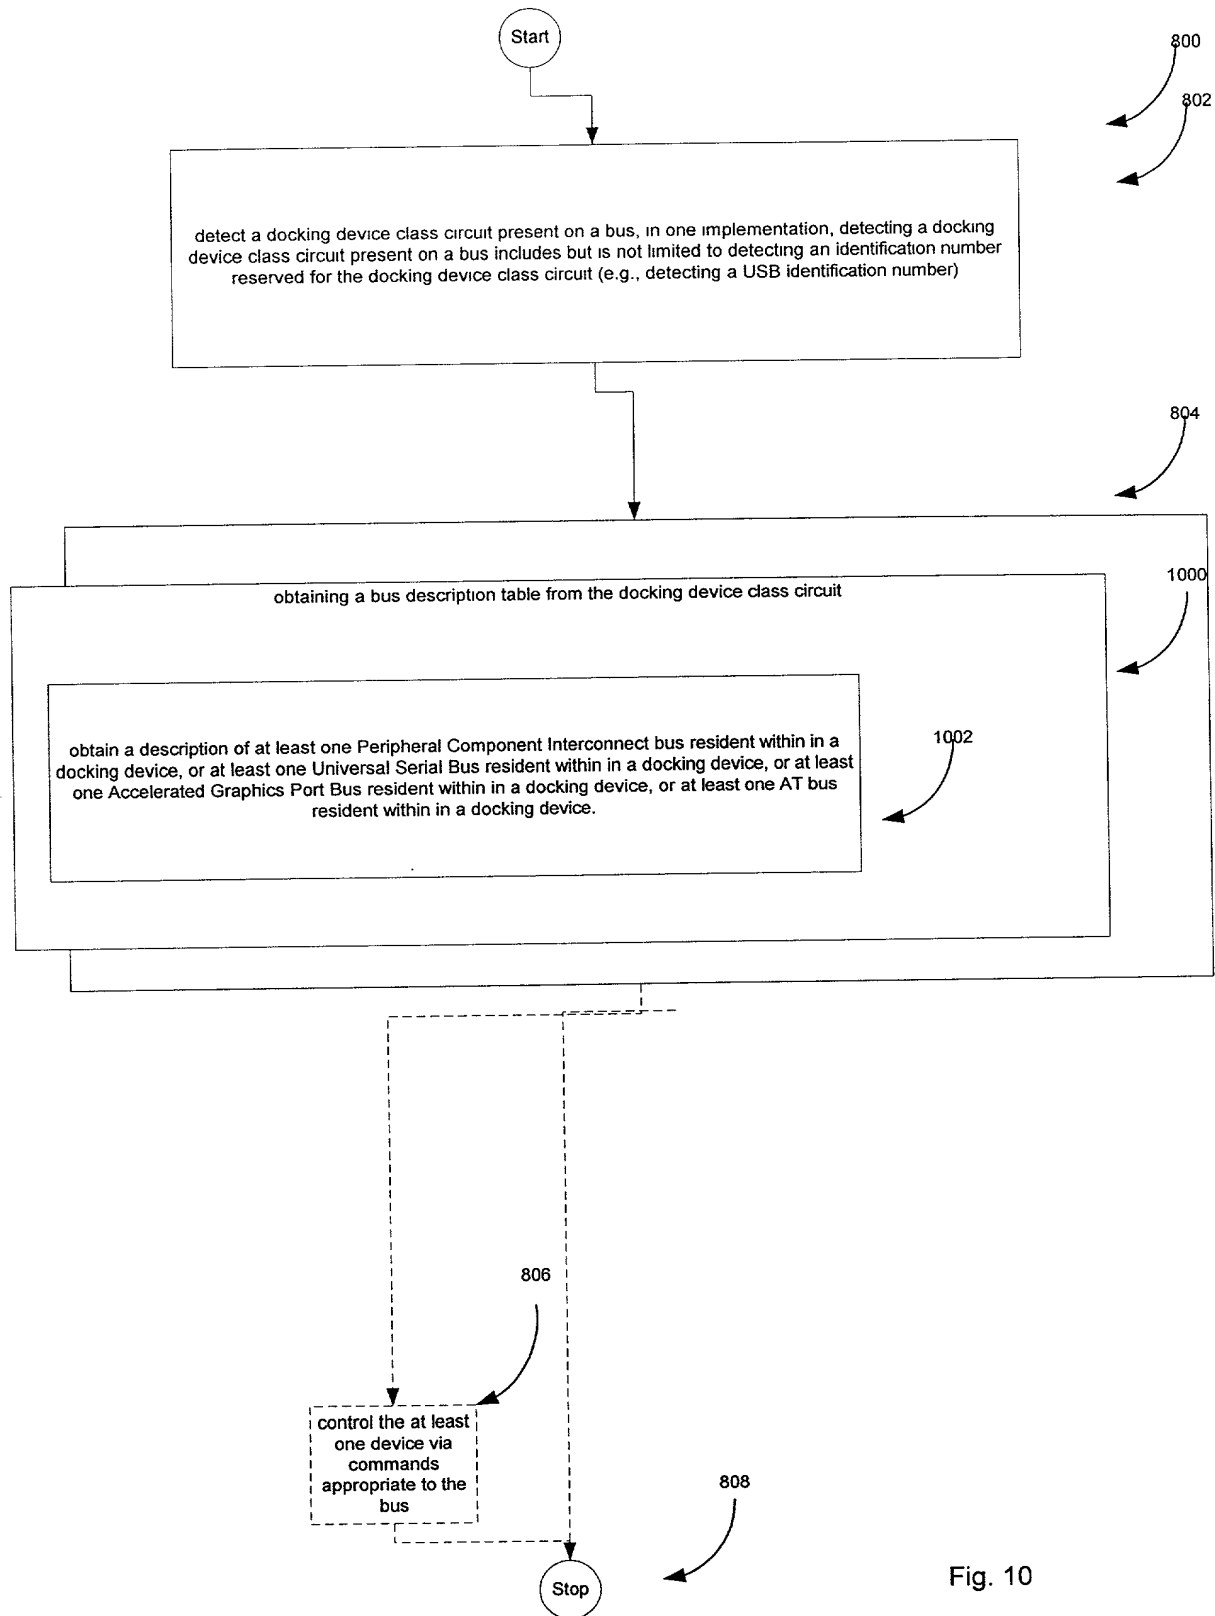 Start
800
802
detect a docking device class circuit present on a bus, in one implementation, detecting a docking
device class circuit present on a bus includes but is not limited to detecting an identification number
reserved for the docking device class circuit (e.g., detecting a USB identification number)
804
1000
obtaining a bus description table from the docking device class circuit
1002
obtain a description of at least one Peripheral Component Interconnect bus resident within in a
docking device, or at least one Universal Serial Bus resident within in a docking device, or at least
one Accelerated Graphics Port Bus resident within in a docking device, or at least one AT bus
resident within in a docking device.
806
control the at least
one device via
commands
appropriate to the
bus
808
Stop
Fig. 10